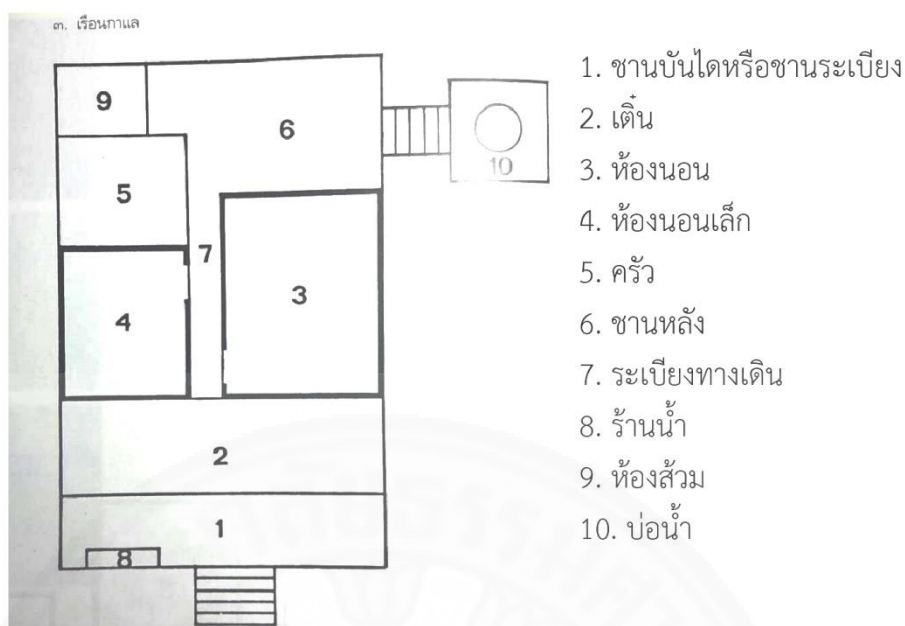 ๓. เรือนกาแล
9
6
10
5
7
3
4
2
1
8
1. ชานบันไดหรือชานระเบียง
2. เติ๋น
3. ห้องนอน
4. ห้องนอนเล็ก
5. ครัว
6. ชานหลัง
7. ระเบียงทางเดิน
8. ร้านน้ำ
9. ห้องส้วม
10. บ่อน้ำ